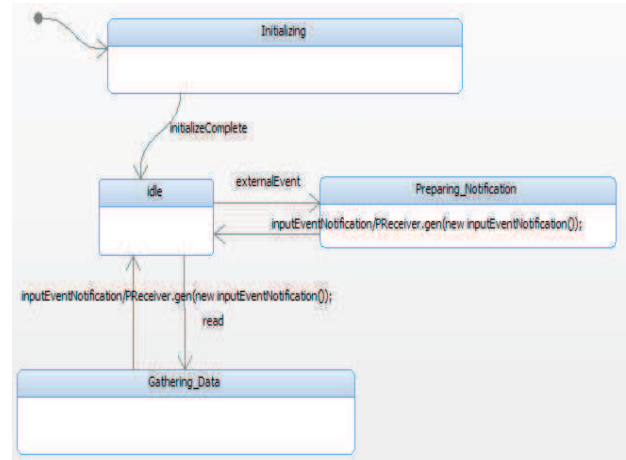 Initializing
initializeComplete
idle
externalEvent
Preparing_Notification
inputEventNotification/PReceiver.gen(new inputEventNotification());
inputEventNotification/PReceiver.gen(new inputEventNotification());
read
Gathering_Data